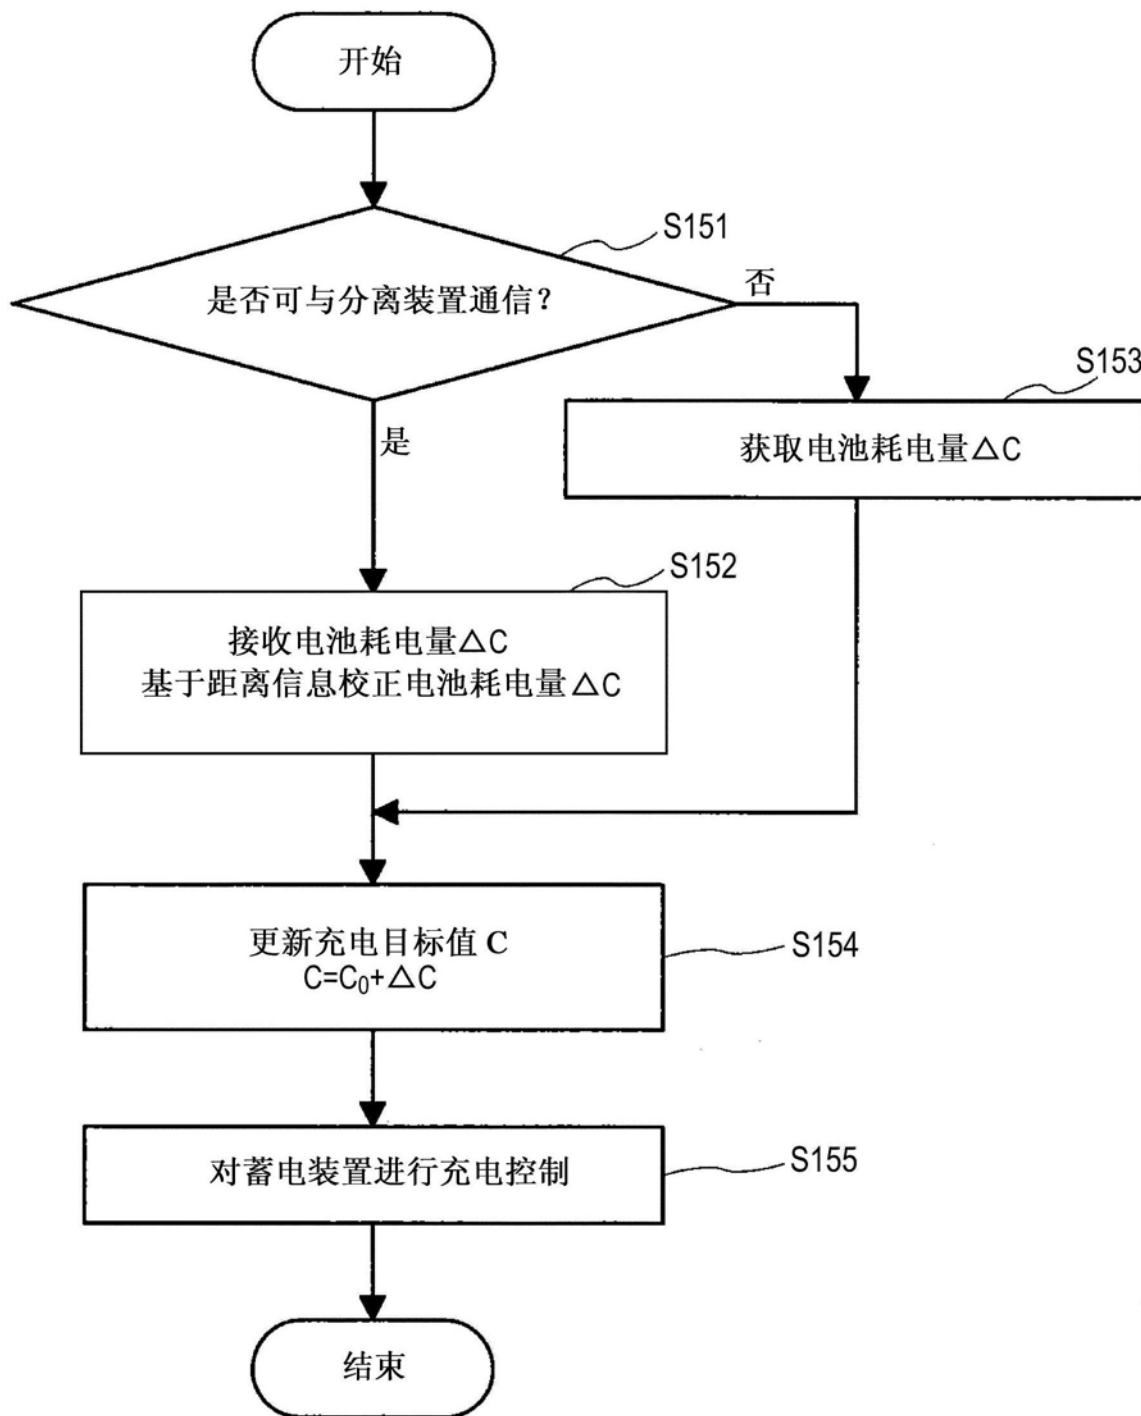 开始
S151
是否可与分离装置通信？
否
S153
获取电池耗电量△C
是
S152
接收电池耗电量△C
基于距离信息校正电池耗电量△C
更新充电目标值 C
C=C₀+△C
S154
对蓄电装置进行充电控制
S155
结束